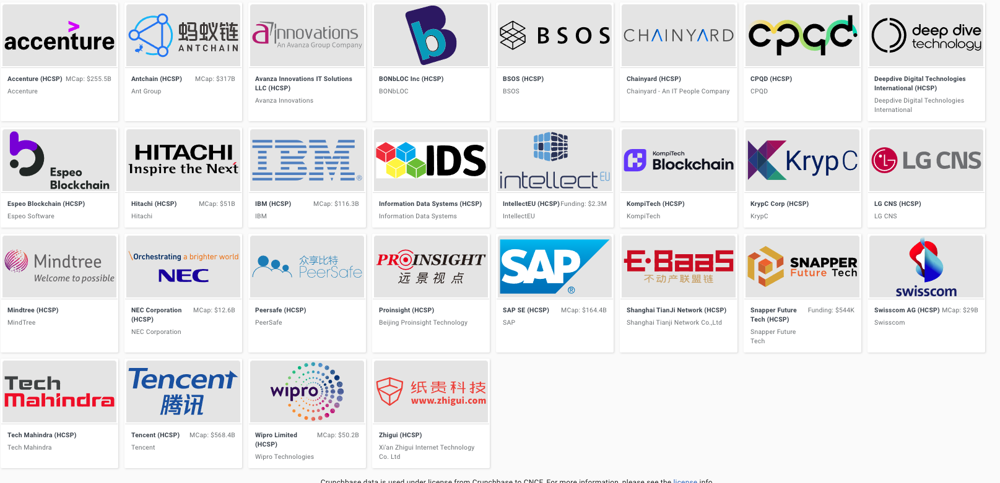 >
accenture
Accenture (HCSP) MCap: $255.5B
Accenture
蚂蚁链
ANTCHAIN
Antchain (HCSP) MCap: $317B
Ant Group
a innovations
An Avanza Group Company
Avanza Innovations IT Solutions
LLC (HCSP)
Avanza Innovations
b
BONbLOC Inc (HCSP)
BONbLOC
BSOS
BSOS (HCSP)
BSOS
CHAINYARD
Chainyard (HCSP)
Chainyard - An IT People Company
cpqd
CPQD (HCSP)
CPQD
deep dive
technology
Deepdive Digital Technologies
International (HCSP)
Deepdive Digital Technologies
International
Espeo
Blockchain
Espeo Blockchain (HCSP)
Espeo Software
HITACHI
Inspire the Next
Hitachi (HCSP) MCap: $51B
Hitachi
IBM®
IBM (HCSP) MCap: $116.3B
IBM
IDS
Information Data Systems (HCSP)
Information Data Systems
intellect EU
IntellectEU (HCSP) Funding: $2.3M
IntellectEU
KompiTech
Blockchain
KompiTech (HCSP)
KompiTech
KrypC
KrypC Corp (HCSP)
KrypC
LG CNS
LG CNS (HCSP)
LG CNS
Mindtree
Welcome to possible
Mindtree (HCSP)
MindTree
\Orchestrating a brighter world
NEC
NEC Corporation MCap: $12.6B
(HCSP)
NEC Corporation
众享比特
PeerSafe
Peersafe (HCSP)
PeerSafe
PROINSIGHT
远景视点
Proinsight (HCSP)
Beijing Proinsight Technology
SAP®
SAP SE (HCSP) MCap: $164.4B
SAP
E·BaaS
不动产联盟链
Shanghai TianJi Network (HCSP)
Shanghai Tianji Network Co.,Ltd
SNAPPER
Future Tech
Snapper Future Funding: $544K
Tech (HCSP)
Snapper Future
Tech
swisscom
Swisscom AG (HCSP) MCap: $29B
Swisscom
Tech
Mahindra
Tech Mahindra (HCSP)
Tech Mahindra
Tencent
腾讯
Tencent (HCSP) MCap: $568.4B
Tencent
wipro
Wipro Limited MCap: $50.2B
(HCSP)
Wipro Technologies
纸贵科技
www.zhigui.com
Zhigui (HCSP)
Xi'an Zhigui Internet Technology
Co. Ltd
Crunchbase data is used under license from Crunchbase to CNCF. For more information, please see the license info.